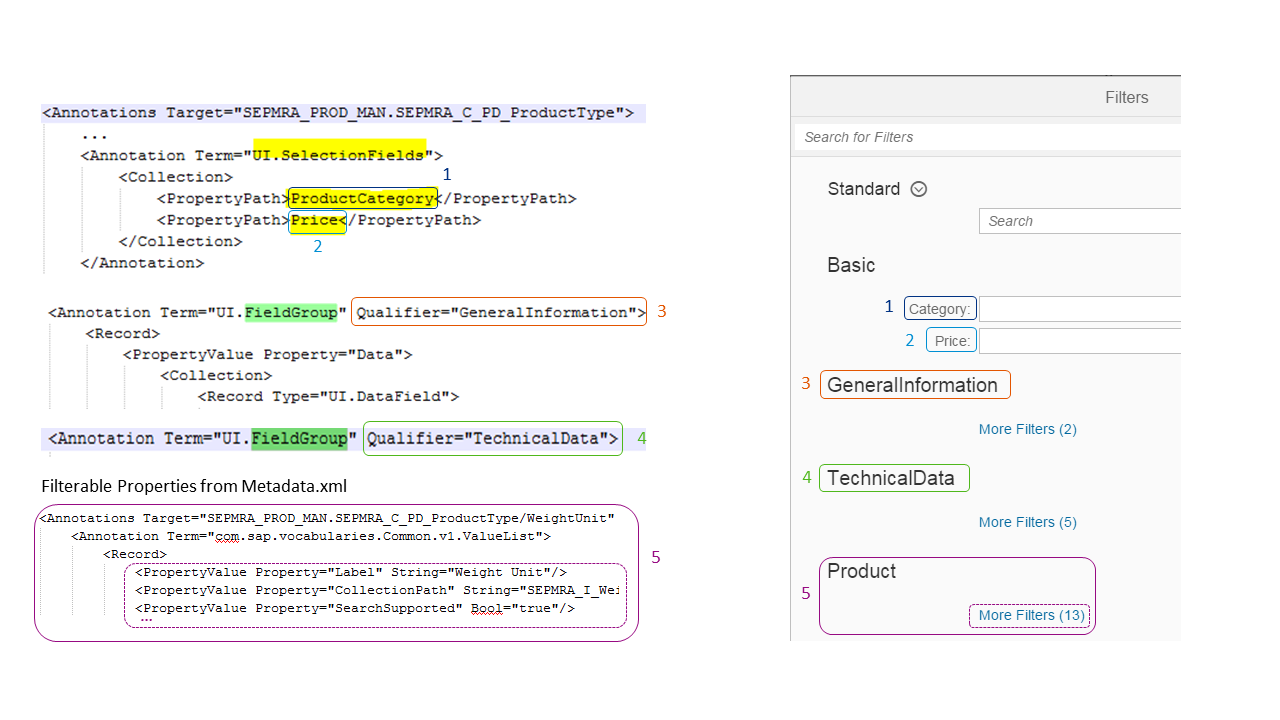 <Annotations Target="SEPMRA_PROD_MAN.SEPMRA_C_PD_ProductType">
...
<Annotation Term="UI.SelectionFields">
<Collection>
1
<PropertyPath>ProductCategory</PropertyPath>
<PropertyPath>Price</PropertyPath>
</Collection>
2
</Annotation>
<Annotation Term="UI.FieldGroup" Qualifier="GeneralInformation">
3
<Record>
<PropertyValue Property="Data">
<Collection>
<Record Type="UI.DataField">
<Annotation Term="UI.FieldGroup" Qualifier="TechnicalData">
4
Filterable Properties from Metadata.xml
<Annotations Target="SEPMRA_PROD_MAN.SEPMRA_C_PD_ProductType/WeightUnit"
<Annotation Term="com.sap.vocabularies.Common.v1.ValueList">
<Record>
5
<PropertyValue Property="Label" String="Weight Unit"/>
<PropertyValue Property="CollectionPath" String="SEPMRA_I_Wei
<PropertyValue Property="SearchSupported" Bool="true"/>
...
Filters
Search for Filters
Standard
Search
Basic
1 Category:
2 Price:
3 GeneralInformation
More Filters (2)
4 TechnicalData
More Filters (5)
Product
5
More Filters (13)